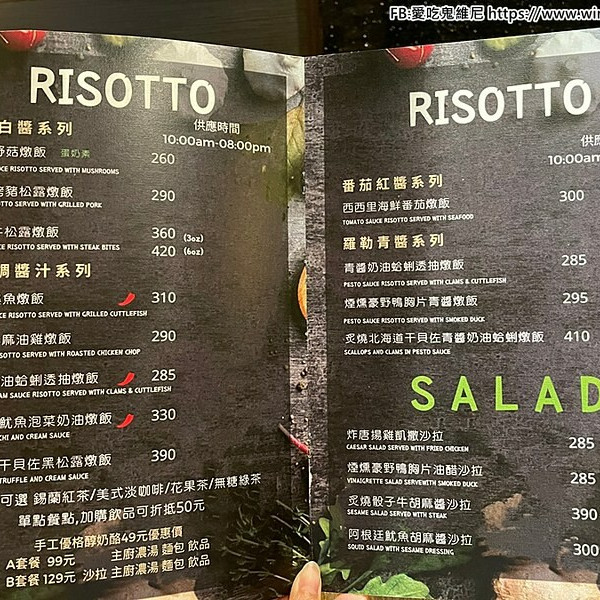 FB:愛吃鬼維尼 https://www.win
RISOTTO
白醬系列
供應時間
10:00am-08:00pm
野菇燉飯 蛋奶素 260
RISOTTO SERVED WITH MUSHROOMS
豬松露燉飯 290
RISOTTO SERVED WITH GRILLED PORK
松露燉飯 360 (3oz)
RISOTTO SERVED WITH STEAK BITES
420 (6oz)
醬汁系列
魚燉飯 310
RISOTTO SERVED WITH GRILLED CUTTLEFISH
麻油雞燉飯 290
RISOTTO SERVED WITH ROASTED CHICKEN CHOP
油蛤蜊透抽燉飯 285
SAUCE RISOTTO SERVED WITH CLAMS & CUTTLEFISH
魷魚泡菜奶油燉飯 330
AND CREAM SAUCE
干貝佐黑松露燉飯 390
TRUFFLE AND CREAM SAUCE
可選 錫蘭紅茶/美式淡咖啡/花果茶/無糖綠茶
單點餐點,加購飲品可折抵50元
手工優格醇奶酪49元優惠價
A套餐 99元 主廚濃湯 麵包 飲品
B套餐 129元 沙拉 主廚濃湯 麵包 飲品
RISOTTO
供應
10:00am
番茄紅醬系列
西西里海鮮番茄燉飯 300
TOMATO SAUCE RISOTTO SERVED WITH SEAFOOD
羅勒青醬系列
青醬奶油蛤蜊透抽燉飯 285
PESTO SAUCE RISOTTO SERVED WITH CLAMS & CUTTLEFISH
煙燻豪野鴨胸片青醬燉飯 295
PESTO SAUCE RISOTTO SERVED WITH SMOKED DUCK
炙燒北海道干貝佐青醬奶油蛤蜊燉飯 410
SCALLOPS AND CLAMS IN PESTO SAUCE
SALAD
炸唐揚雞凱撒沙拉 285
CAESAR SALAD SERVED WITH FRIED CHICKEN
煙燻豪野鴨胸片油醋沙拉 285
VINAIGRETTE SALAD SERVEWITH SMOKED DUCK
炙燒骰子牛胡麻醬沙拉 390
SESAME SALAD SERVED WITH STEAK
阿根廷魷魚胡麻醬沙拉 300
SQUID SALAD WITH SESAME DRESSING